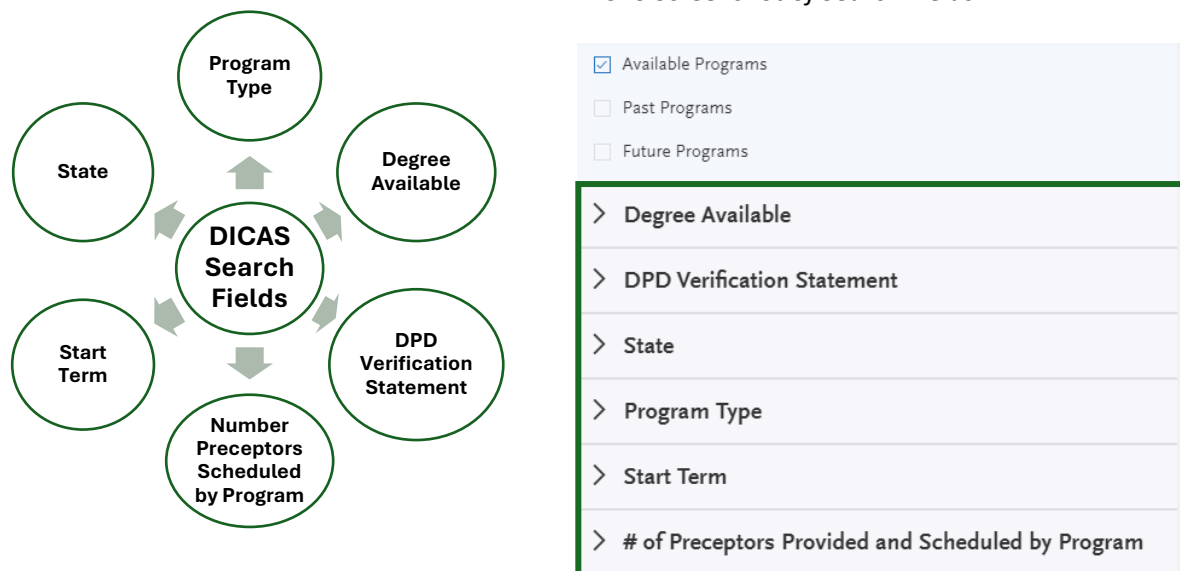 Program
Type
State
Degree
Available
DICAS
Search
Fields
Start
Term
DPD
Verification
Statement
Number
Preceptors
Scheduled
by Program
Available Programs
Past Programs
Future Programs
Degree Available
DPD Verification Statement
State
Program Type
Start Term
# of Preceptors Provided and Scheduled by Program